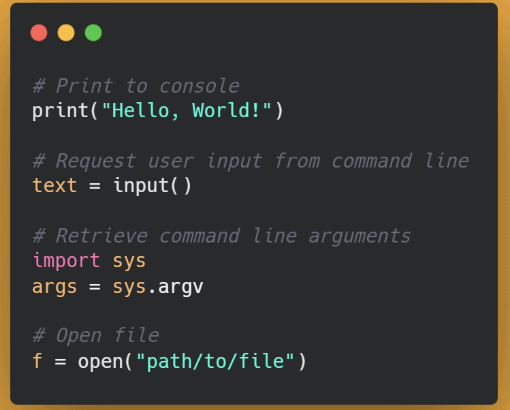 # Print to console
print("Hello, World!")
# Request user input from command line
text = input()
# Retrieve command line arguments
import sys
args = sys.argv
# Open file
f = open("path/to/file")